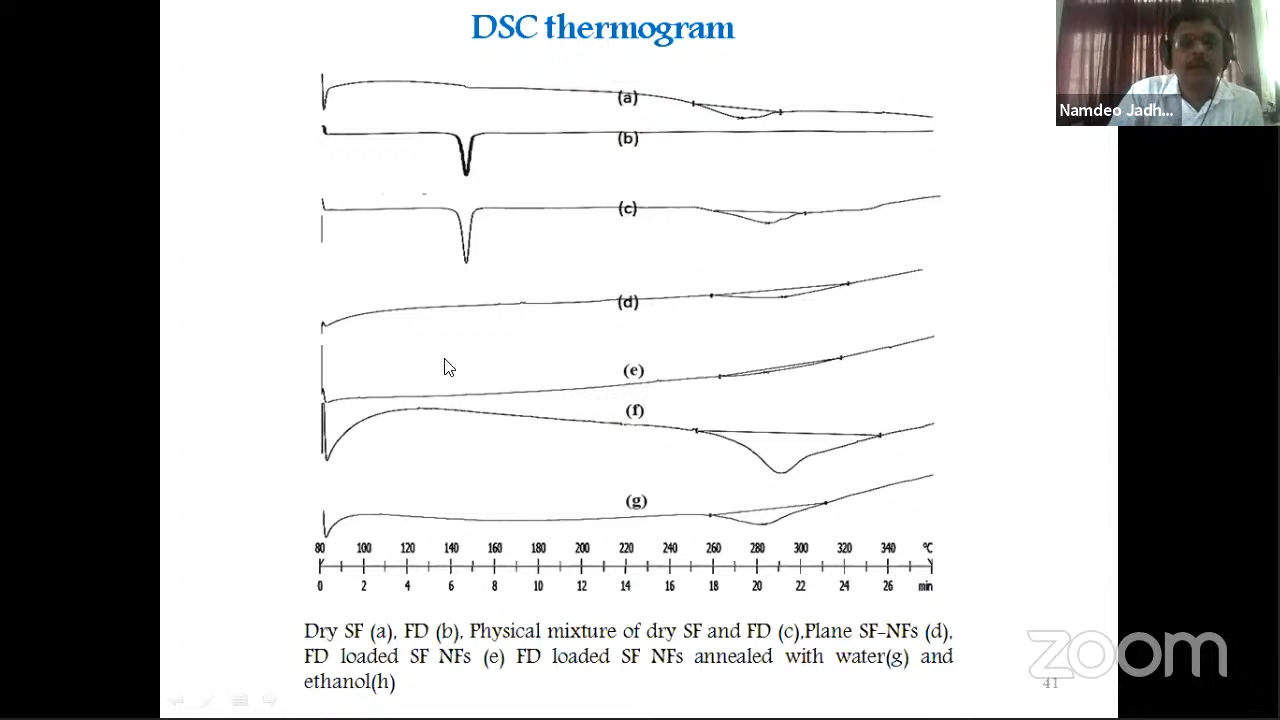 DSC thermogram
Namdeo Jadh...
(a)
(b)
(c)
(d)
(e)
(f)
(g)
80 100 120 140 160 180 200 220 240 260 280 300 320 340 °C
0 2 4 6 8 10 12 14 16 18 20 22 24 26 min
Dry SF (a), FD (b), Physical mixture of dry SF and FD (c),Plane SF-NFs (d),
FD loaded SF NFs (e) FD loaded SF NFs annealed with water(g) and
ethanol(h)
zoom
41